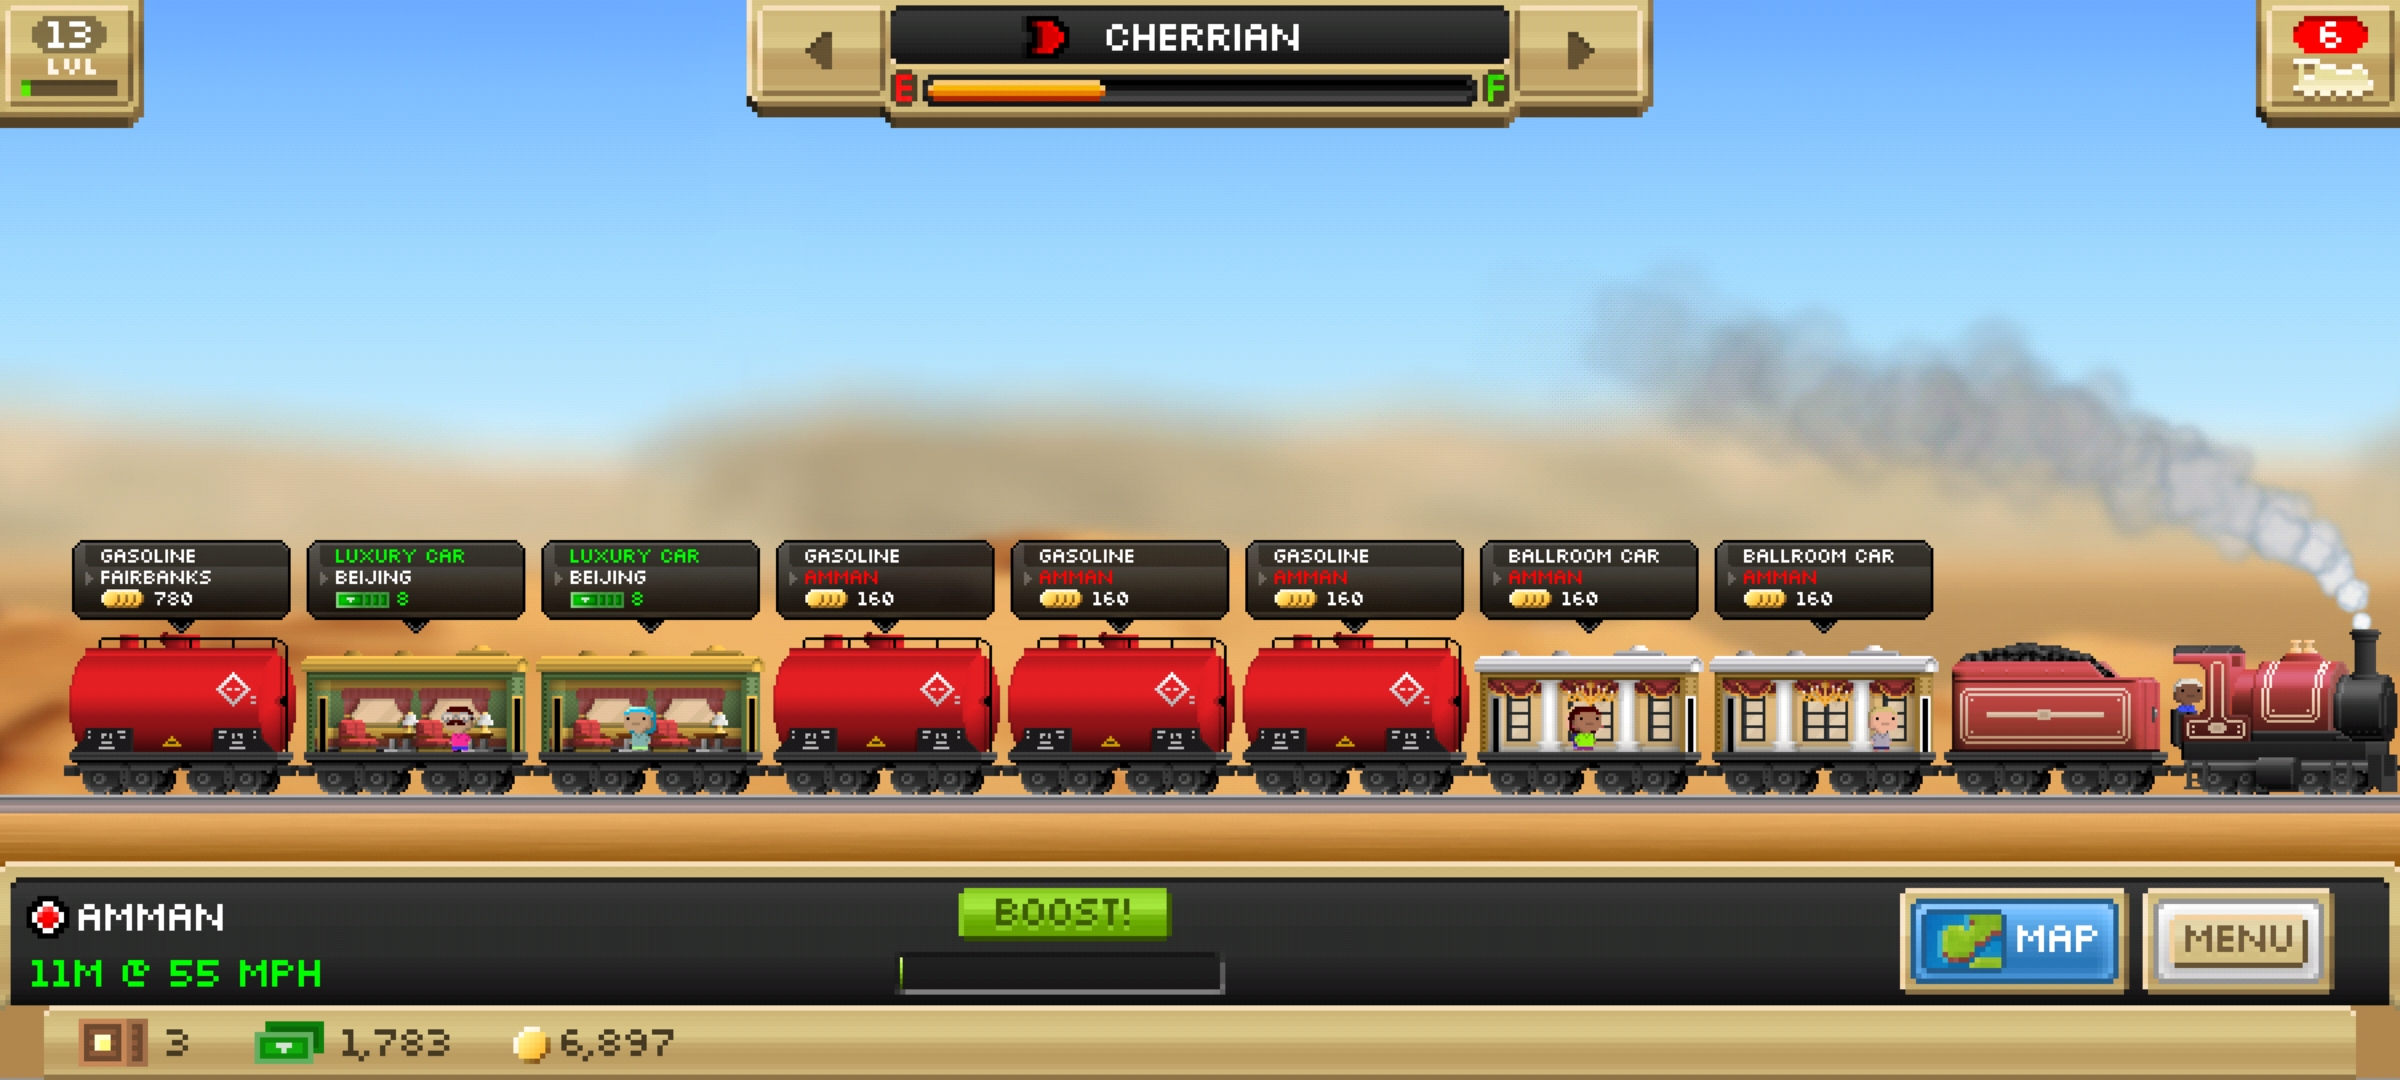 13
LVL
CHERRIAN
E F
6
GASOLINE
FAIRBANKS
780
LUXURY CAR
BEIJING
8
LUXURY CAR
BEIJING
8
GASOLINE
AMMAN
160
GASOLINE
AMMAN
160
GASOLINE
AMMAN
160
BALLROOM CAR
AMMAN
160
BALLROOM CAR
AMMAN
160
AMMAN
11M @ 55 MPH
BOOST!
MAP
MENU
3
1,783
6,897